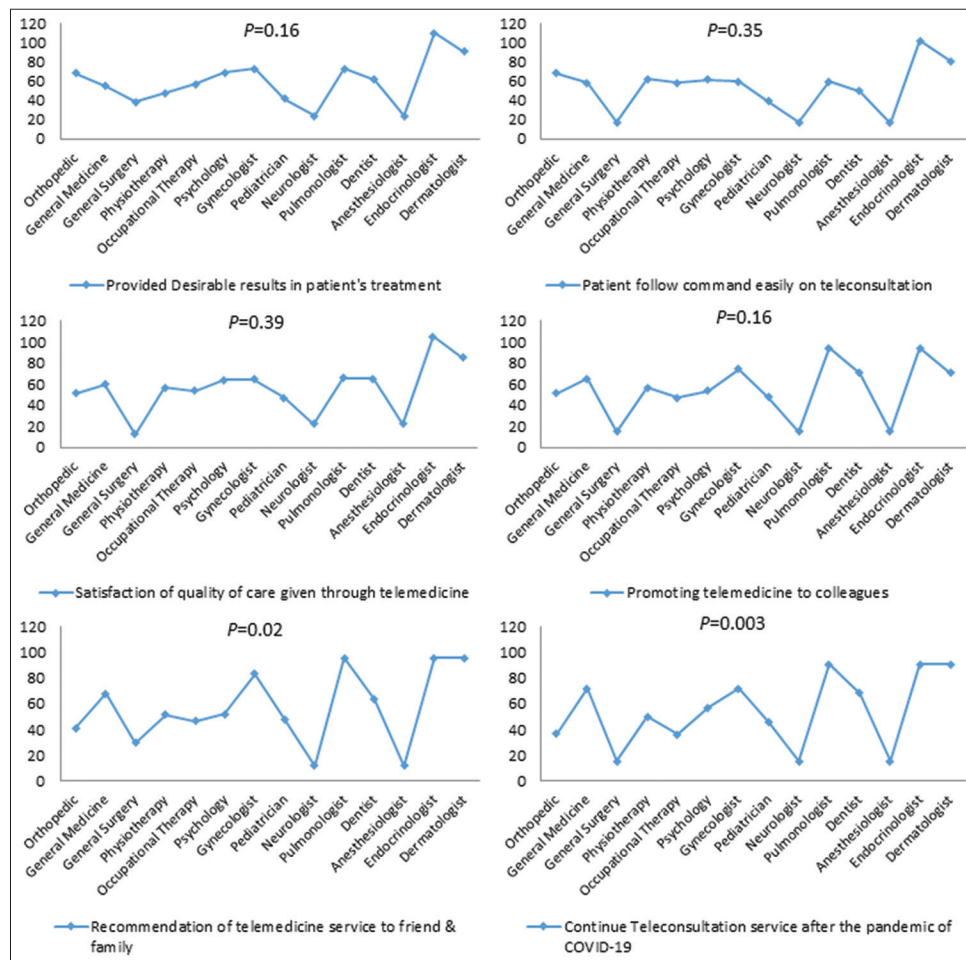 P=0.16
120
100
80
60
40
20
0
Orthopedic
General Medicine
General Surgery
Physiotherapy
Occupational Therapy
Psychology
Gynecologist
Pediatrician
Neurologist
Pulmonologist
Dentist
Anesthesiologist
Endocrinologist
Dermatologist
Provided Desirable results in patient's treatment
P=0.35
120
100
80
60
40
20
0
Orthopedic
General Medicine
General Surgery
Physiotherapy
Occupational Therapy
Psychology
Gynecologist
Pediatrician
Neurologist
Pulmonologist
Dentist
Anesthesiologist
Endocrinologist
Dermatologist
Patient follow command easily on teleconsultation
P=0.39
120
100
80
60
40
20
0
Orthopedic
General Medicine
General Surgery
Physiotherapy
Occupational Therapy
Psychology
Gynecologist
Pediatrician
Neurologist
Pulmonologist
Dentist
Anesthesiologist
Endocrinologist
Dermatologist
Satisfaction of quality of care given through telemedicine
P=0.16
120
100
80
60
40
20
0
Orthopedic
General Medicine
General Surgery
Physiotherapy
Occupational Therapy
Psychology
Gynecologist
Pediatrician
Neurologist
Pulmonologist
Dentist
Anesthesiologist
Endocrinologist
Dermatologist
Promoting telemedicine to colleagues
P=0.02
120
100
80
60
40
20
0
Orthopedic
General Medicine
General Surgery
Physiotherapy
Occupational Therapy
Psychology
Gynecologist
Pediatrician
Neurologist
Pulmonologist
Dentist
Anesthesiologist
Endocrinologist
Dermatologist
Recommendation of telemedicine service to friend &
family
P=0.003
120
100
80
60
40
20
0
Orthopedic
General Medicine
General Surgery
Physiotherapy
Occupational Therapy
Psychology
Gynecologist
Pediatrician
Neurologist
Pulmonologist
Dentist
Anesthesiologist
Endocrinologist
Dermatologist
Continue Teleconsultation service after the pandemic of
COVID-19